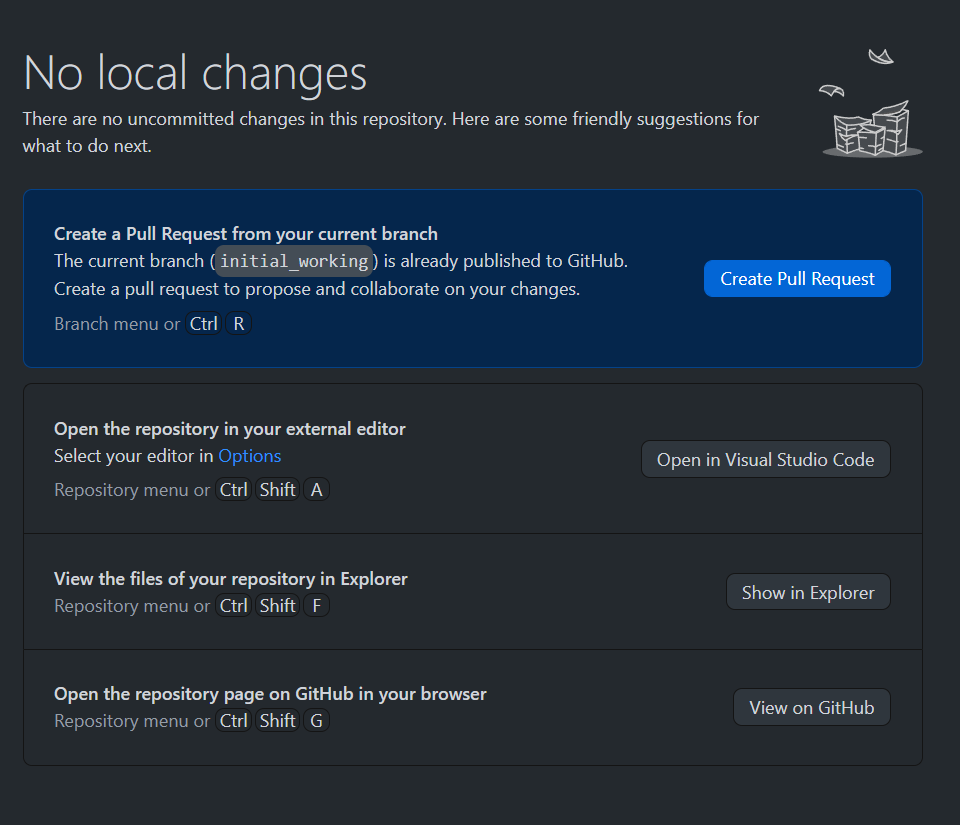 No local changes
There are no uncommitted changes in this repository. Here are some friendly suggestions for
what to do next.
Create a Pull Request from your current branch
The current branch (initial_working) is already published to GitHub.
Create a pull request to propose and collaborate on your changes.
Branch menu or Ctrl R
Create Pull Request
Open the repository in your external editor
Select your editor in Options
Repository menu or Ctrl Shift A
Open in Visual Studio Code
View the files of your repository in Explorer
Repository menu or Ctrl Shift F
Show in Explorer
Open the repository page on GitHub in your browser
Repository menu or Ctrl Shift G
View on GitHub